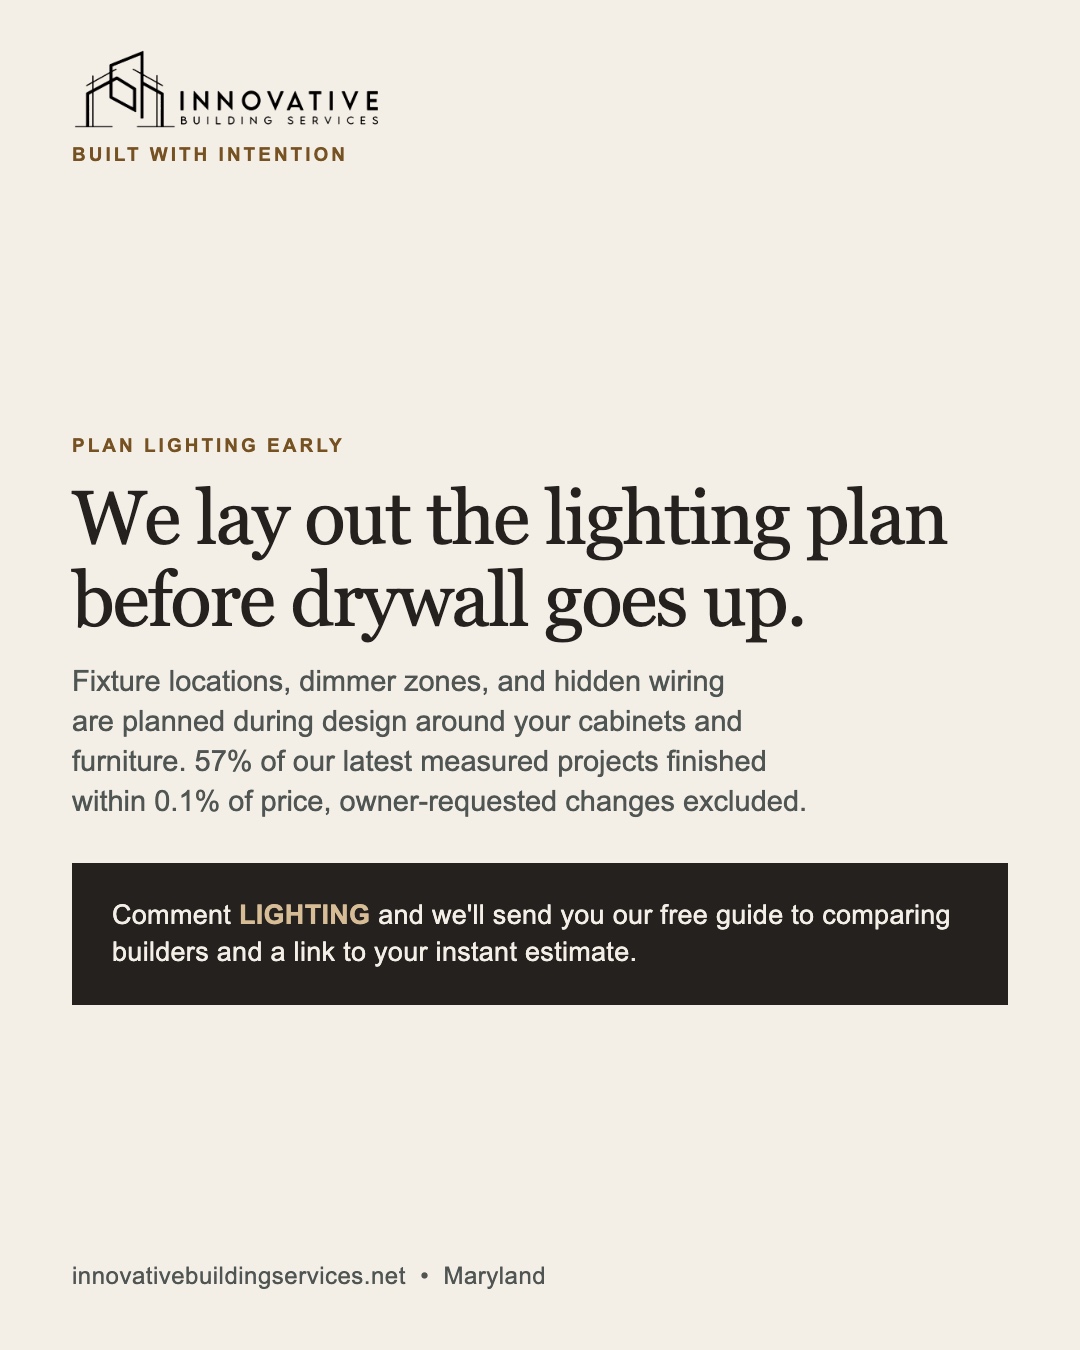 INNOVATIVE
BUILDING SERVICES
BUILT WITH INTENTION
PLAN LIGHTING EARLY
We lay out the lighting plan
before drywall goes up.
Fixture locations, dimmer zones, and hidden wiring
are planned during design around your cabinets and
furniture. 57% of our latest measured projects finished
within 0.1% of price, owner-requested changes excluded.
Comment LIGHTING and we'll send you our free guide to comparing
builders and a link to your instant estimate.
innovativebuildingservices.net • Maryland